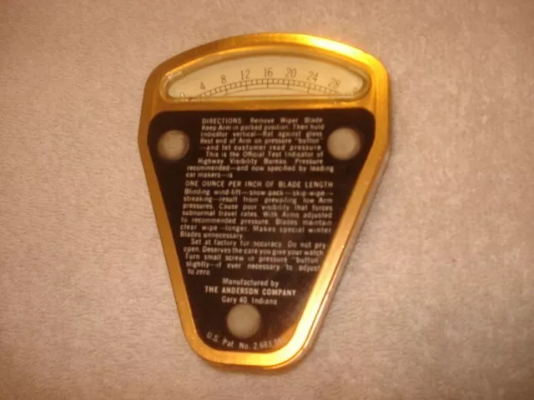 0 4 8 12 16 20 24 28
DIRECTIONS: Remove Wiper Blade
Keep Arm in parked position. Then hold
indicator vertical—flat against glass
Rest end of Arm on pressure "button"
—and let customer read pressure.
This is the Official Test Indicator of
Highway Visibility Bureau. Pressure
recommended—and now specified by leading
car makers—is
ONE OUNCE PER INCH OF BLADE LENGTH
Blinding wind-lift—snow pack—skip wipe—
streaking—result from prevailing low Arm
pressures. Cause poor visibility that forces
subnormal travel rates. With Arms adjusted
to recommended pressure, Blades maintain
clear wipe—longer. Makes special winter
Blades unnecessary.
Set at factory for accuracy. Do not pry
open. Deserves the care you give your watch
Turn small screw in pressure "button"
slightly—if ever necessary to adjust
to zero.
Manufactured by
THE ANDERSON COMPANY
Gary 40, Indiana
U.S. Pat. No.